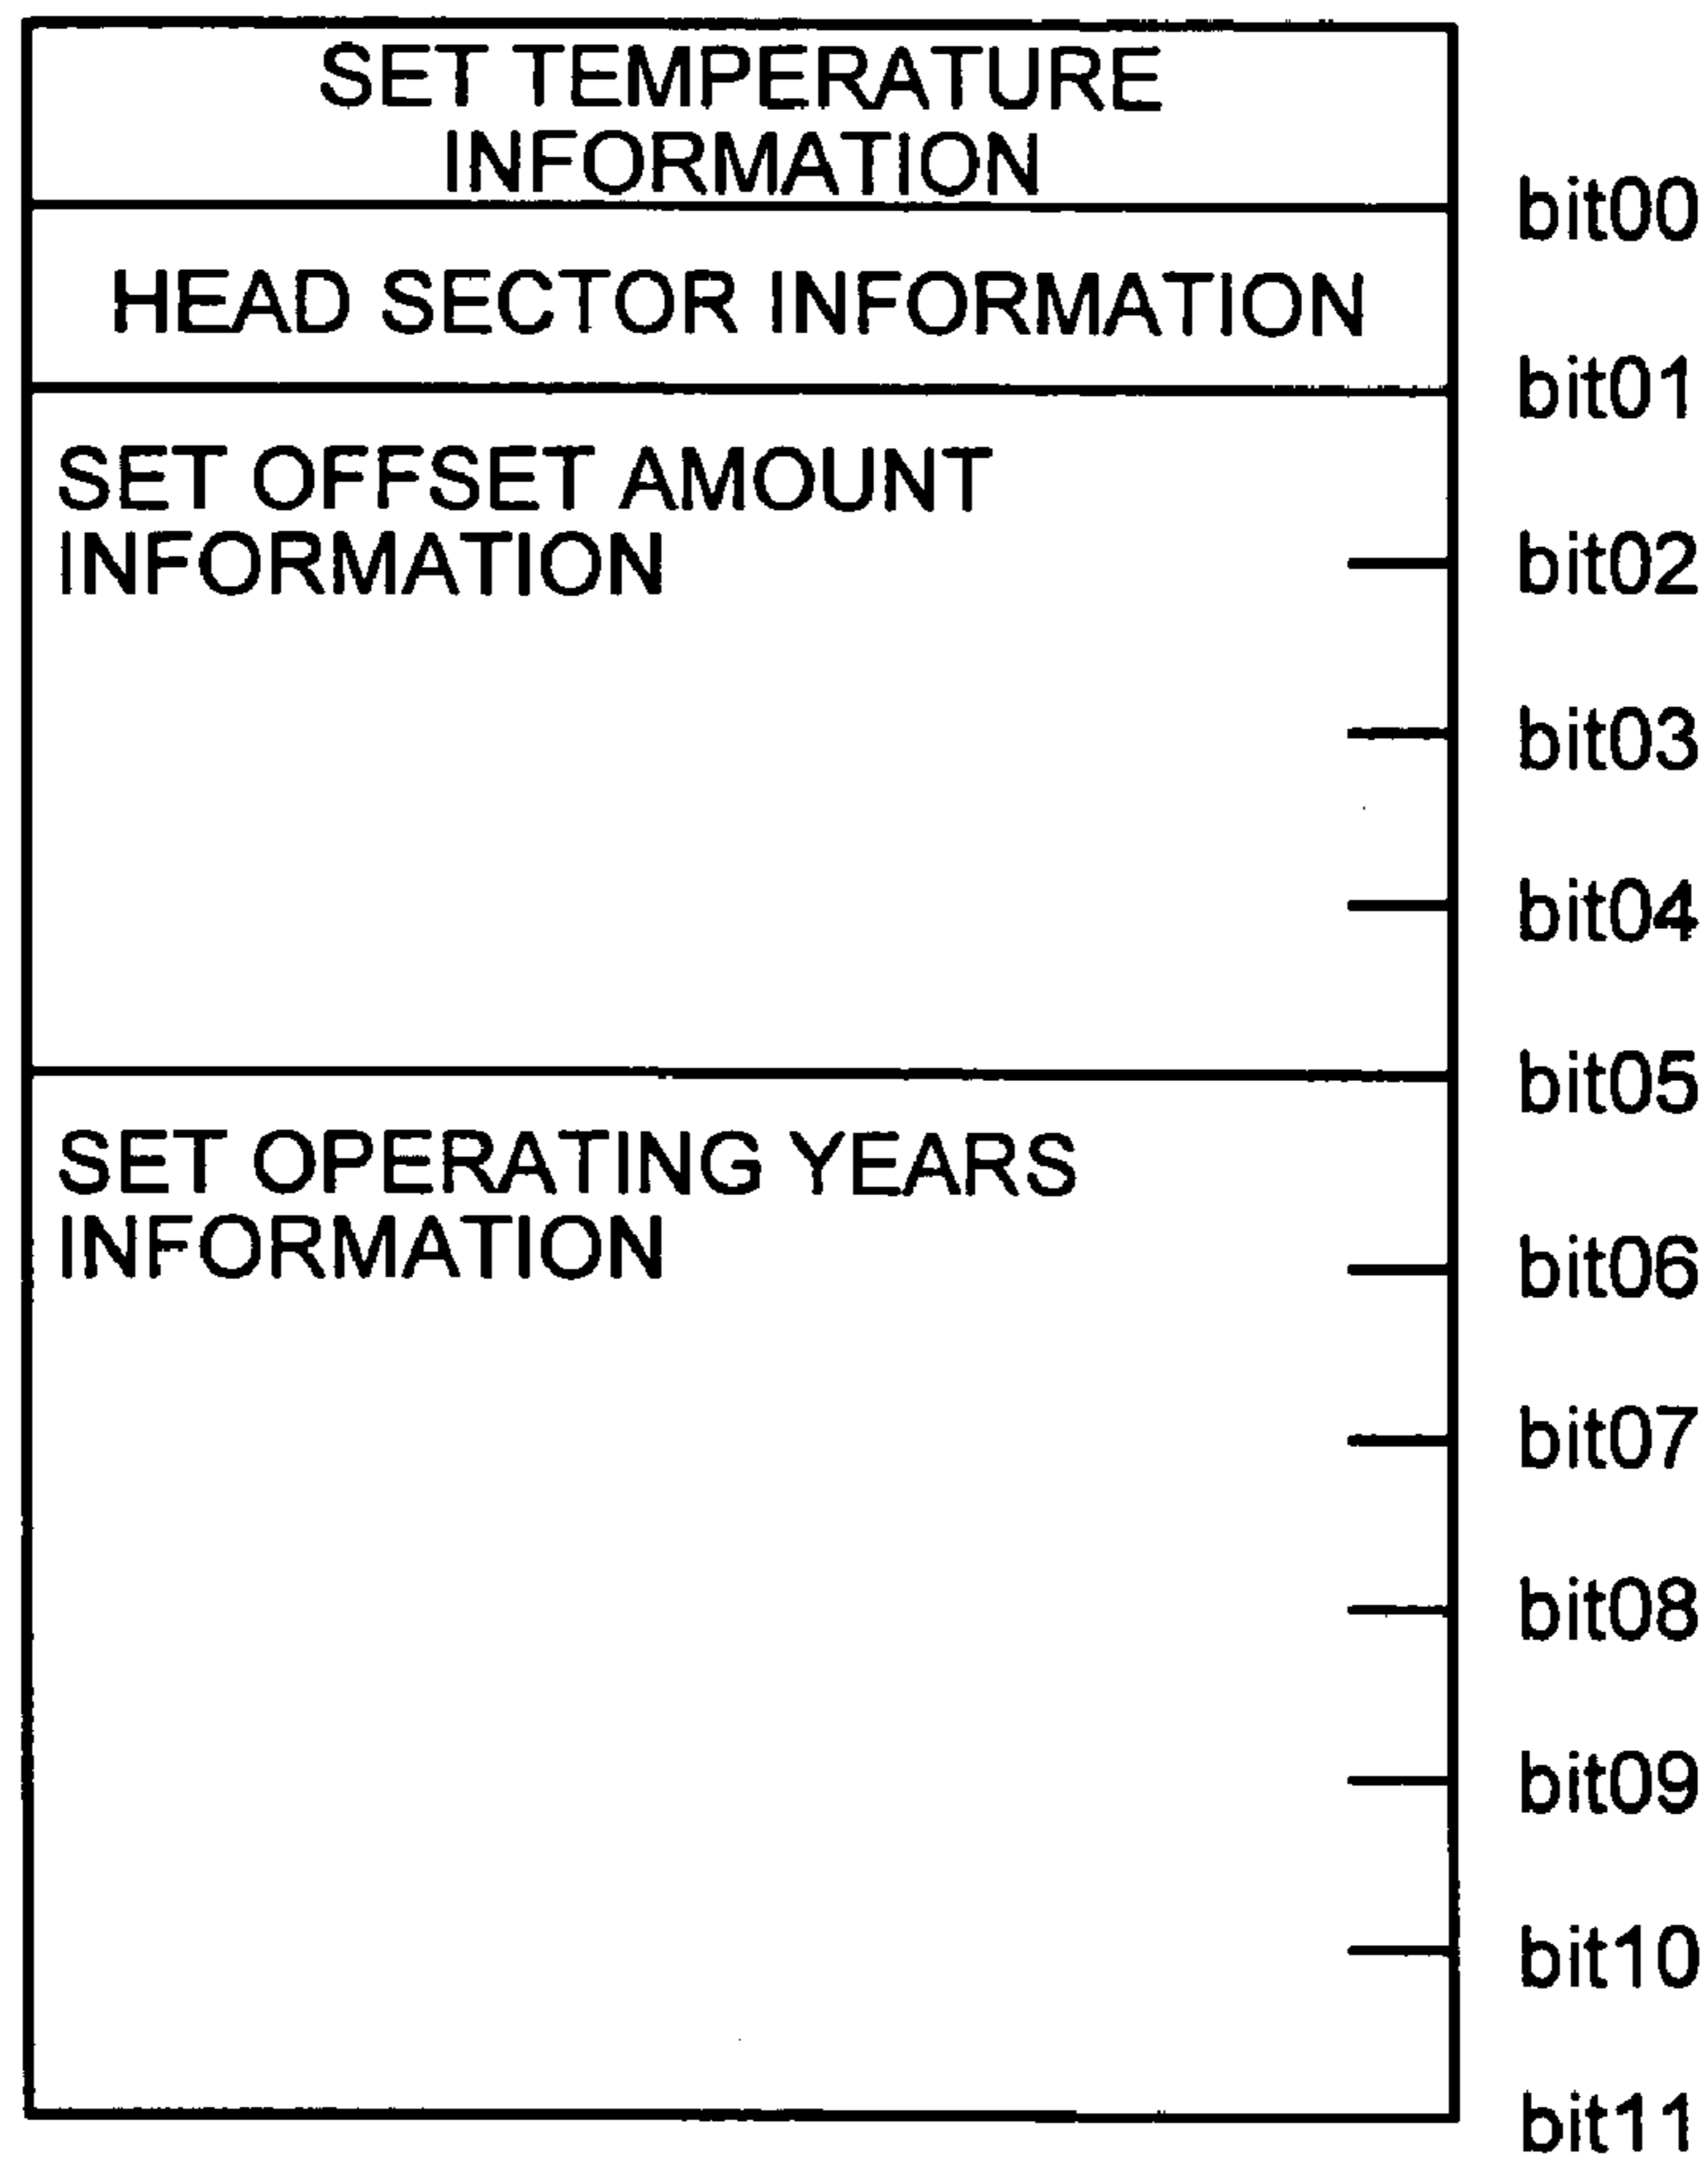 SET TEMPERATURE
INFORMATION
bit00
HEAD SECTOR INFORMATION
bit01
SET OFFSET AMOUNT
INFORMATION
bit02
bit03
bit04
bit05
SET OPERATING YEARS
INFORMATION
bit06
bit07
bit08
bit09
bit10
bit11